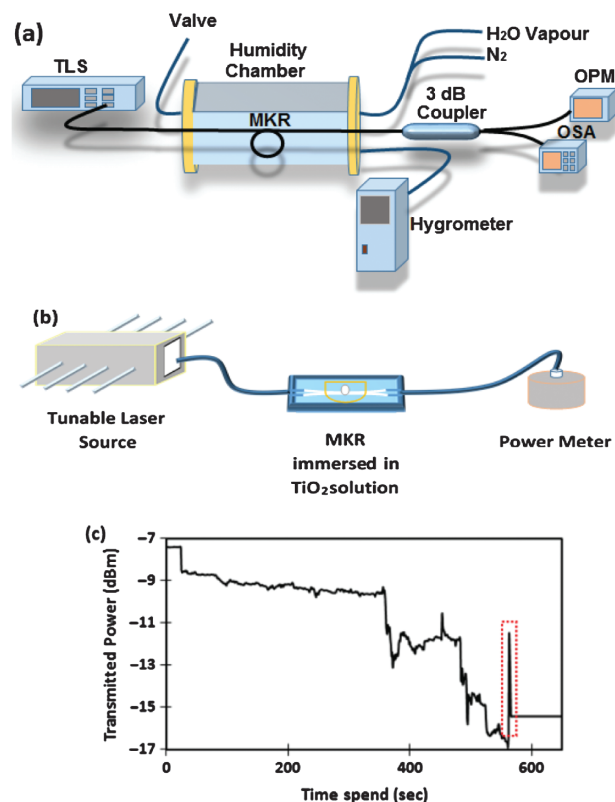 (a)
Valve
TLS
Humidity
Chamber
MKR
H2O Vapour
N2
3 dB
Coupler
OPM
OSA
Hygrometer
(b)
Tunable Laser
Source
MKR
immersed in
TiO2 solution
Power Meter
(c)
Transmitted Power (dBm)
−7
−9
−11
−13
−15
−17
0
200
400
600
Time spend (sec)